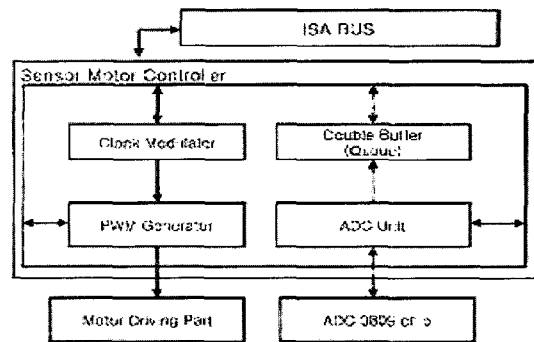 ISA BUS
Sensor Motor Controller
Clock Modulator
Double Buffer
(Queue)
PWM Generator
ADC Unit
Motor Driving Part
ADC 0809 chip